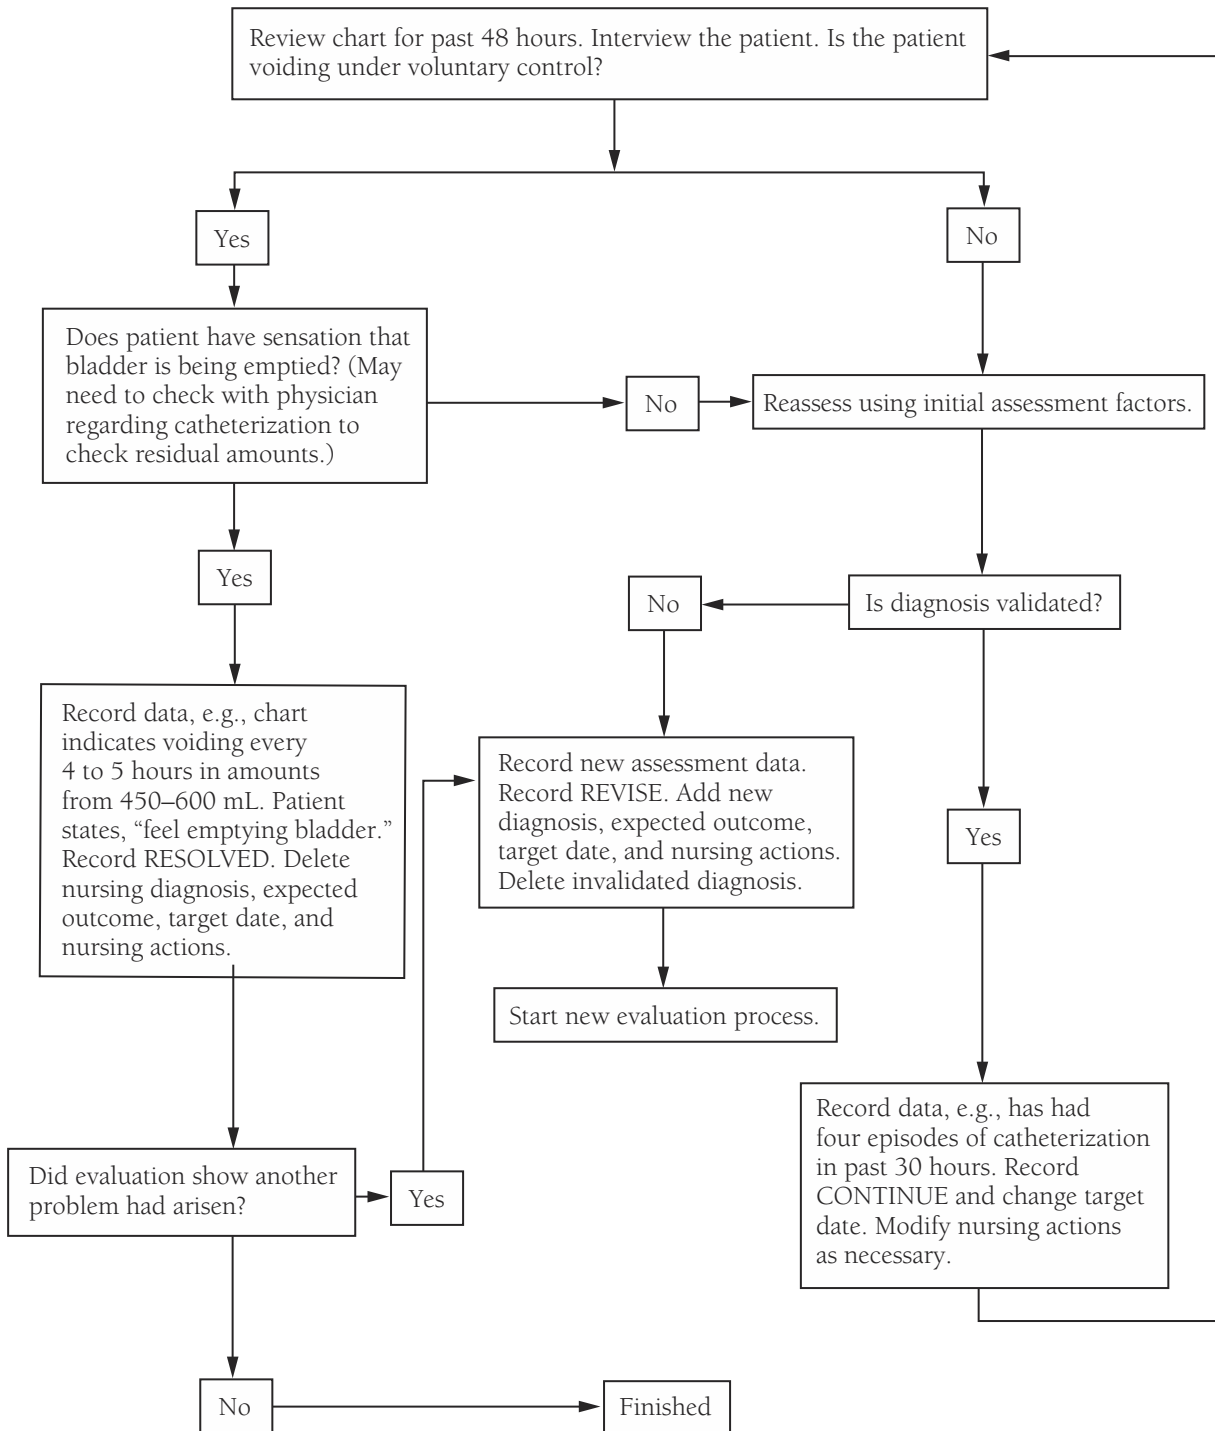 Review chart for past 48 hours. Interview the patient. Is the patient
voiding under voluntary control?
Yes
No
Does patient have sensation that
bladder is being emptied? (May
need to check with physician
regarding catheterization to
check residual amounts.)
No
Reassess using initial assessment factors.
Yes
No
Is diagnosis validated?
Record data, e.g., chart
indicates voiding every
4 to 5 hours in amounts
from 450–600 mL. Patient
states, “feel emptying bladder.”
Record RESOLVED. Delete
nursing diagnosis, expected
outcome, target date, and
nursing actions.
Record new assessment data.
Record REVISE. Add new
diagnosis, expected outcome,
target date, and nursing actions.
Delete invalidated diagnosis.
Yes
Start new evaluation process.
Record data, e.g., has had
four episodes of catheterization
in past 30 hours. Record
CONTINUE and change target
date. Modify nursing actions
as necessary.
Did evaluation show another
problem had arisen?
Yes
No
Finished